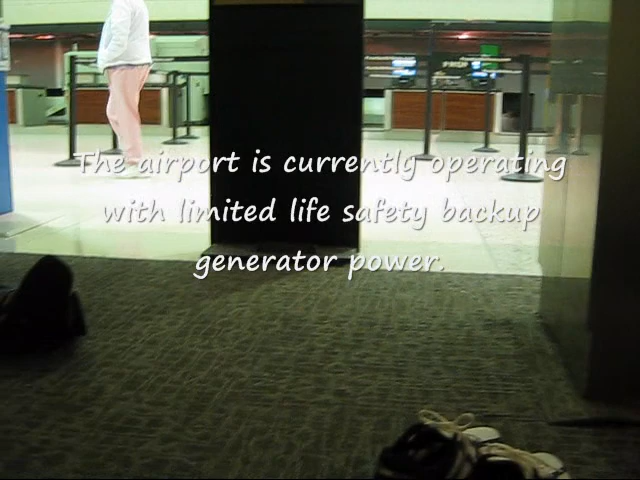 The airport is currently operating
with limited life safety backup
generator power.